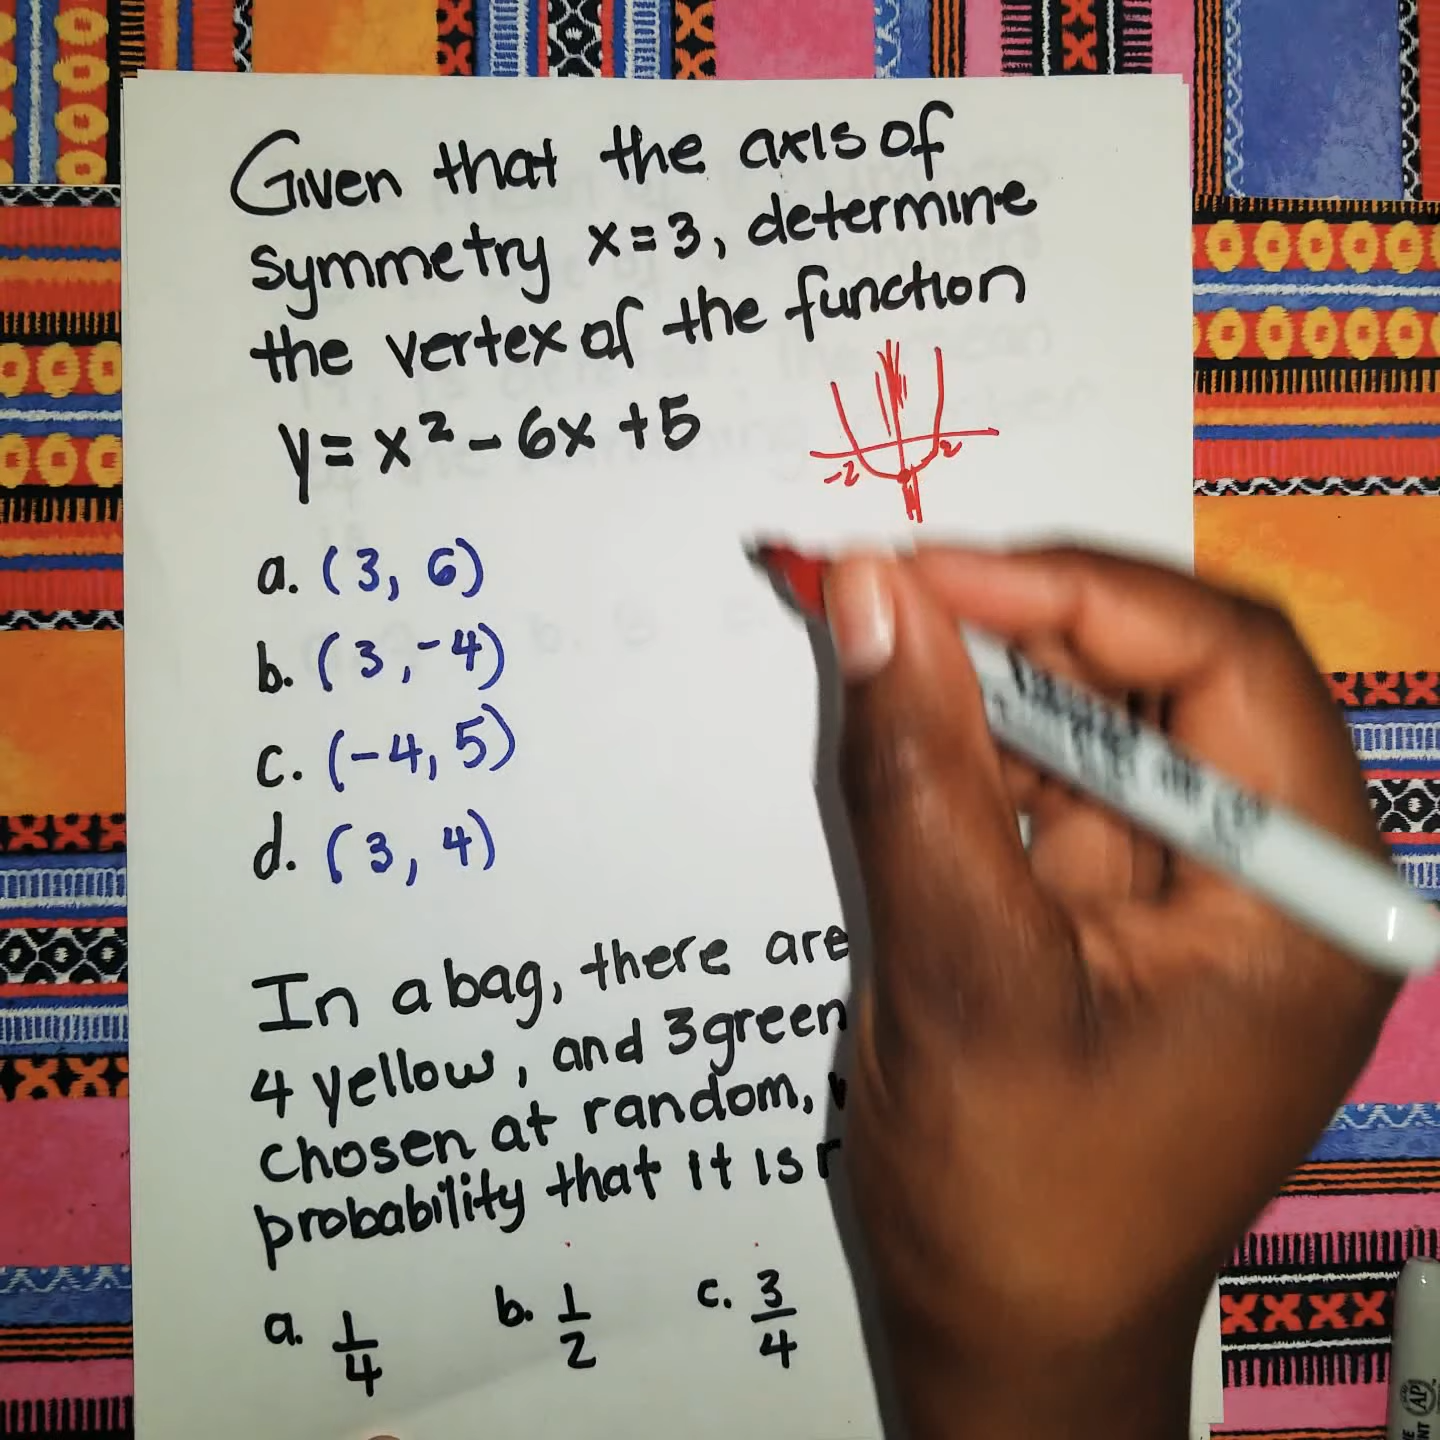 Given that the axis of
symmetry x=3, determine
the vertex of the function
y= x² - 6x +5
-2 2
a. (3, 6)
b. (3,-4)
c. (-4, 5)
d. (3, 4)
In a bag, there are
4 yellow, and 3 green
chosen at random,
probability that it is
a. 1/4 b. 1/2 c. 3/4
AP